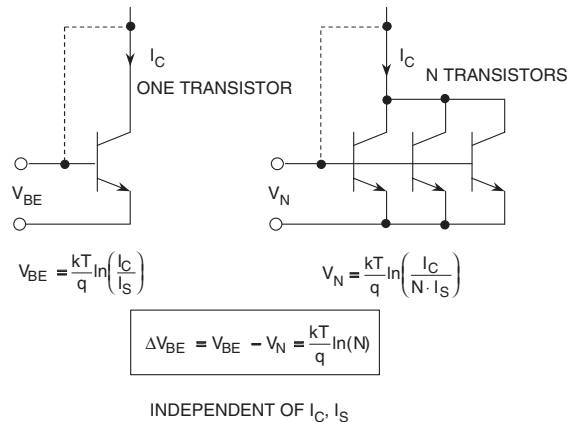 I_C
ONE TRANSISTOR
V_BE
V_BE = kT/q ln(I_C/I_S)
I_C
N TRANSISTORS
V_N
V_N = kT/q ln(I_C/N · I_S)
ΔV_BE = V_BE − V_N = kT/q ln(N)
INDEPENDENT OF I_C, I_S